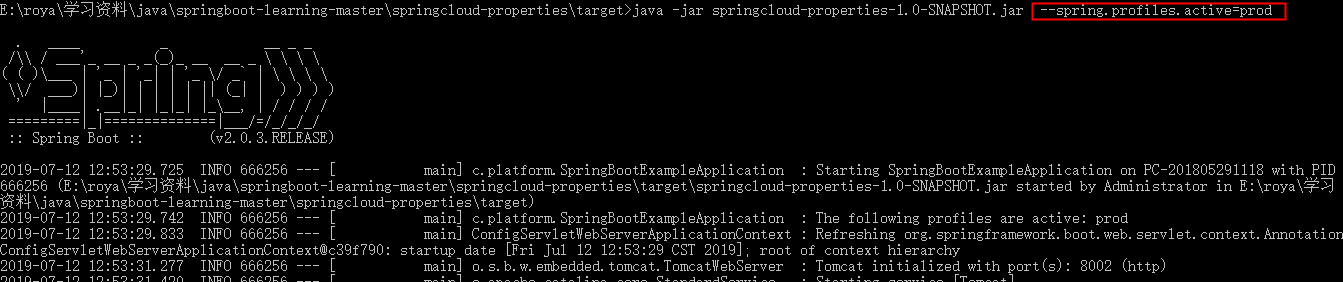 E:\roya\学习资料\java\springboot-learning-master\springcloud-properties\target>java -jar springcloud-properties-1.0-SNAPSHOT.jar --spring.profiles.active=prod
Spring
:: Spring Boot ::        (v2.0.3.RELEASE)
2019-07-12 12:53:29.725  INFO 666256 --- [           main] c.platform.SpringBootExampleApplication  : Starting SpringBootExampleApplication on PC-201805291118 with PID
666256 (E:\roya\学习资料\java\springboot-learning-master\springcloud-properties\target\springcloud-properties-1.0-SNAPSHOT.jar started by Administrator in E:\roya\学习
资料\java\springboot-learning-master\springcloud-properties\target)
2019-07-12 12:53:29.742  INFO 666256 --- [           main] c.platform.SpringBootExampleApplication  : The following profiles are active: prod
2019-07-12 12:53:29.833  INFO 666256 --- [           main] ConfigServletWebServerApplicationContext : Refreshing org.springframework.boot.web.servlet.context.Annotation
ConfigServletWebServerApplicationContext@c39f790: startup date [Fri Jul 12 12:53:29 CST 2019]; root of context hierarchy
2019-07-12 12:53:31.277  INFO 666256 --- [           main] o.s.b.w.embedded.tomcat.TomcatWebServer  : Tomcat initialized with port(s): 8002 (http)